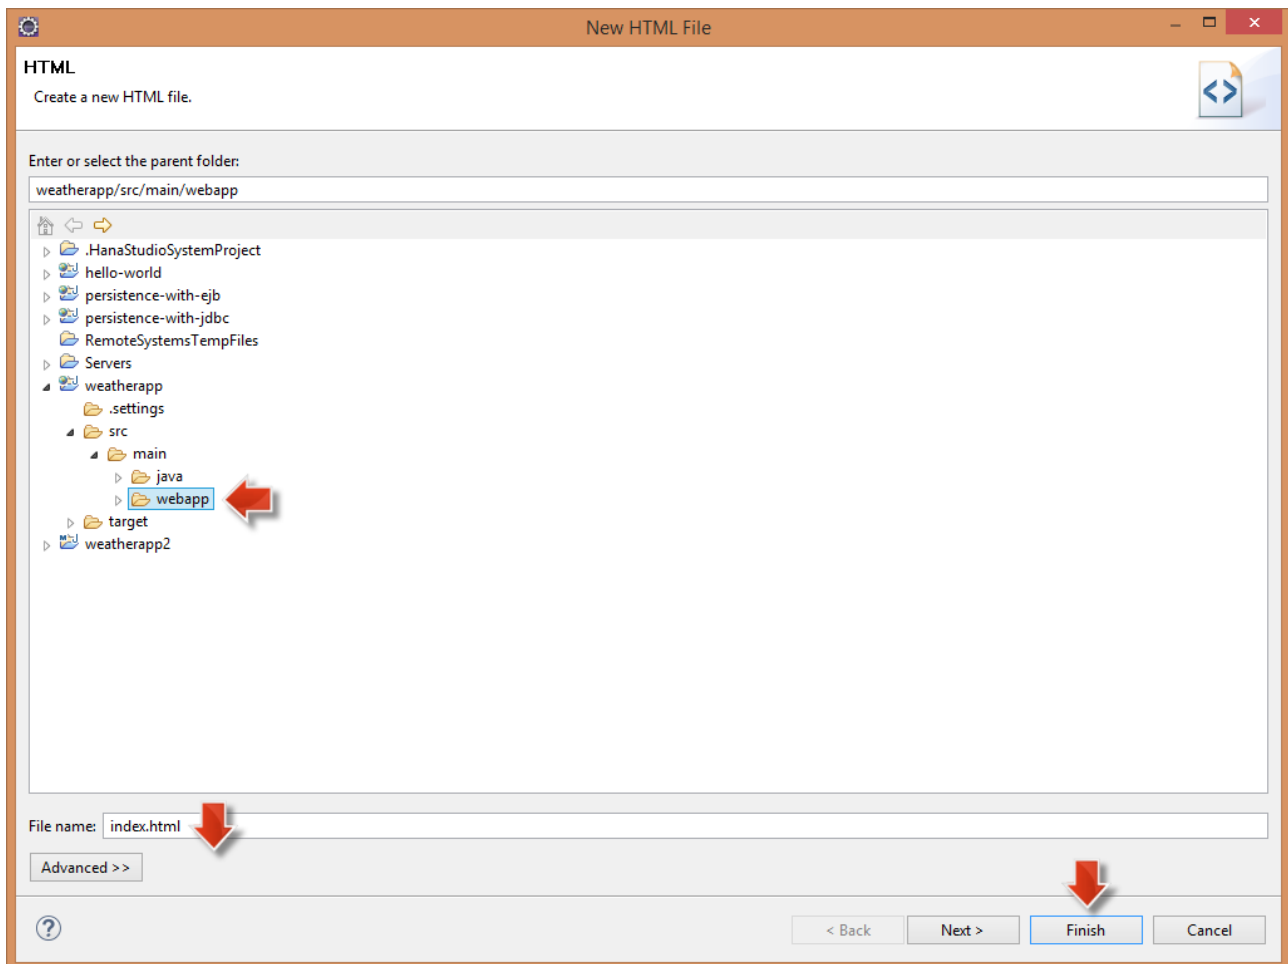 New HTML File
HTML
Create a new HTML file.
Enter or select the parent folder:
weatherapp/src/main/webapp
.HanaStudioSystemProject
hello-world
persistence-with-ejb
persistence-with-jdbc
RemoteSystemsTempFiles
Servers
weatherapp
.settings
src
main
java
webapp
target
weatherapp2
File name: index.html
Advanced >>
< Back Next > Finish Cancel